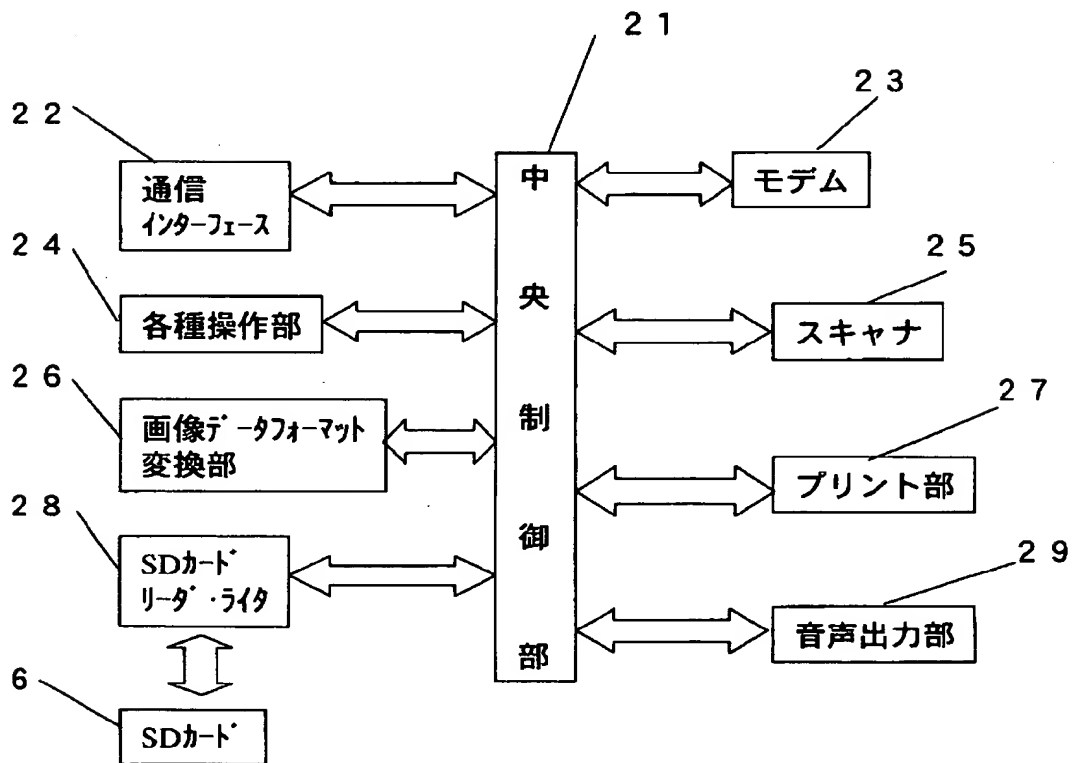 ２１
２２
２３
通信
ｲﾝﾀｰﾌｪｰｽ
中央制御部
モデム
２４
２５
各種操作部
スキャナ
２６
２７
画像ﾃﾞｰﾀﾌｫｰﾏｯﾄ
変換部
プリント部
２８
２９
SDｶｰﾄﾞ
ﾘｰﾀﾞ・ﾗｲﾀ
音声出力部
６
SDｶｰﾄﾞ